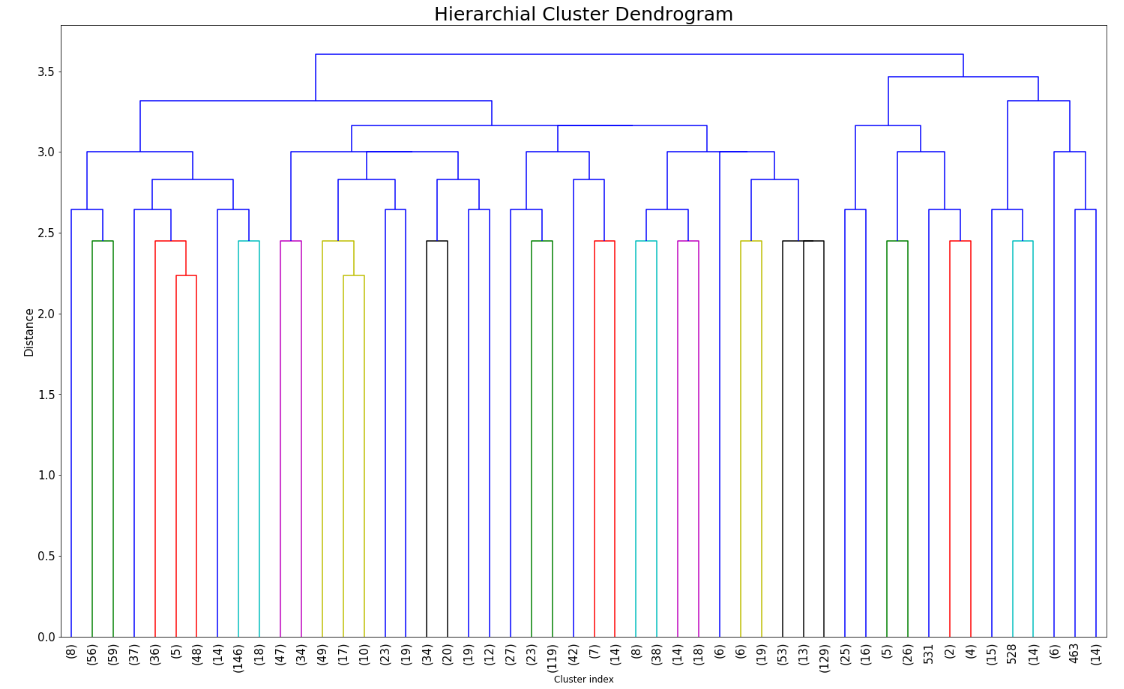 Hierarchial Cluster Dendrogram
3.5
3.0
2.5
2.0
1.5
1.0
0.5
0.0
Distance
(8) (56) (59) (37) (36) (5) (48) (14) (146) (18) (47) (34) (49) (17) (10) (23) (19) (34) (20) (19) (12) (27) (23) (119) (42) (7) (14) (8) (38) (14) (18) (6) (6) (19) (53) (13) (129) (25) (16) (5) (26) 531 (2) (4) (15) 528 (14) (6) 463 (14)
Cluster index